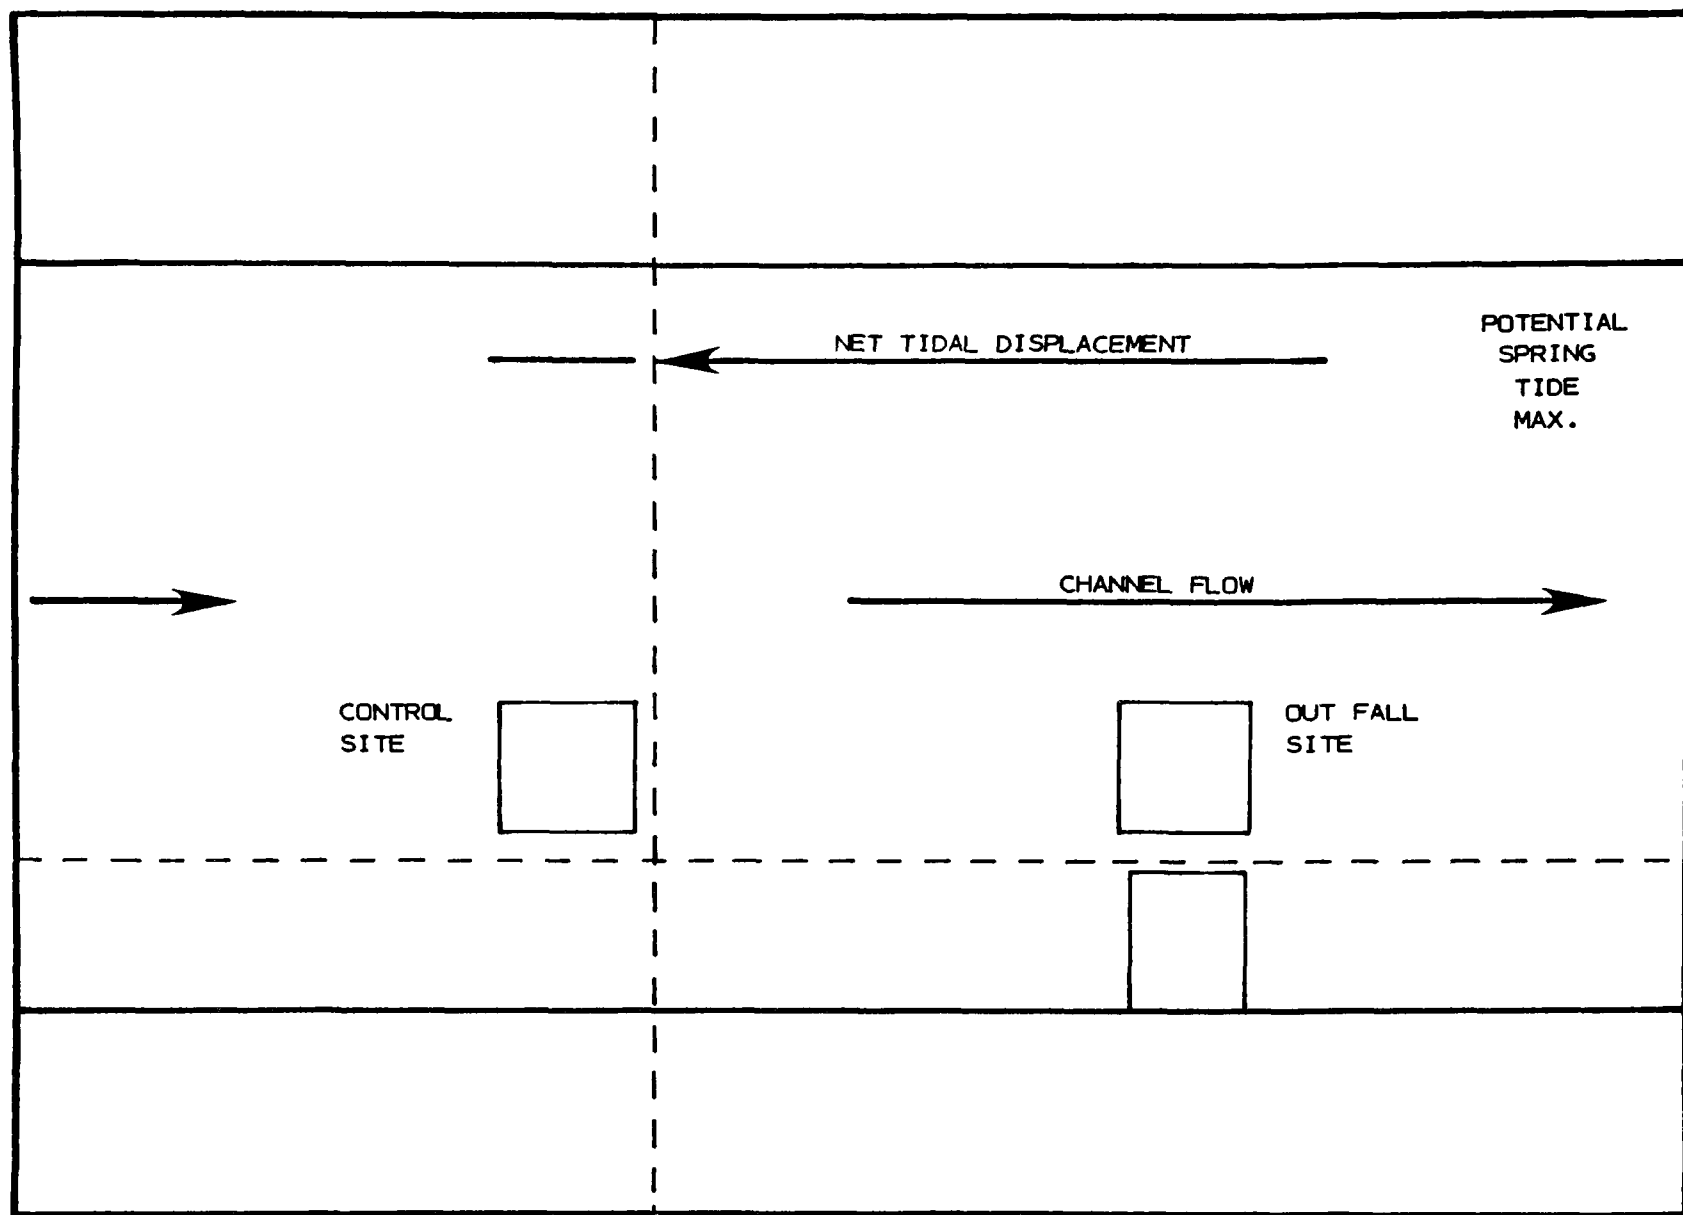 NET TIDAL DISPLACEMENT
POTENTIAL
SPRING
TIDE
MAX.
CHANNEL FLOW
CONTROL
SITE
OUT FALL
SITE